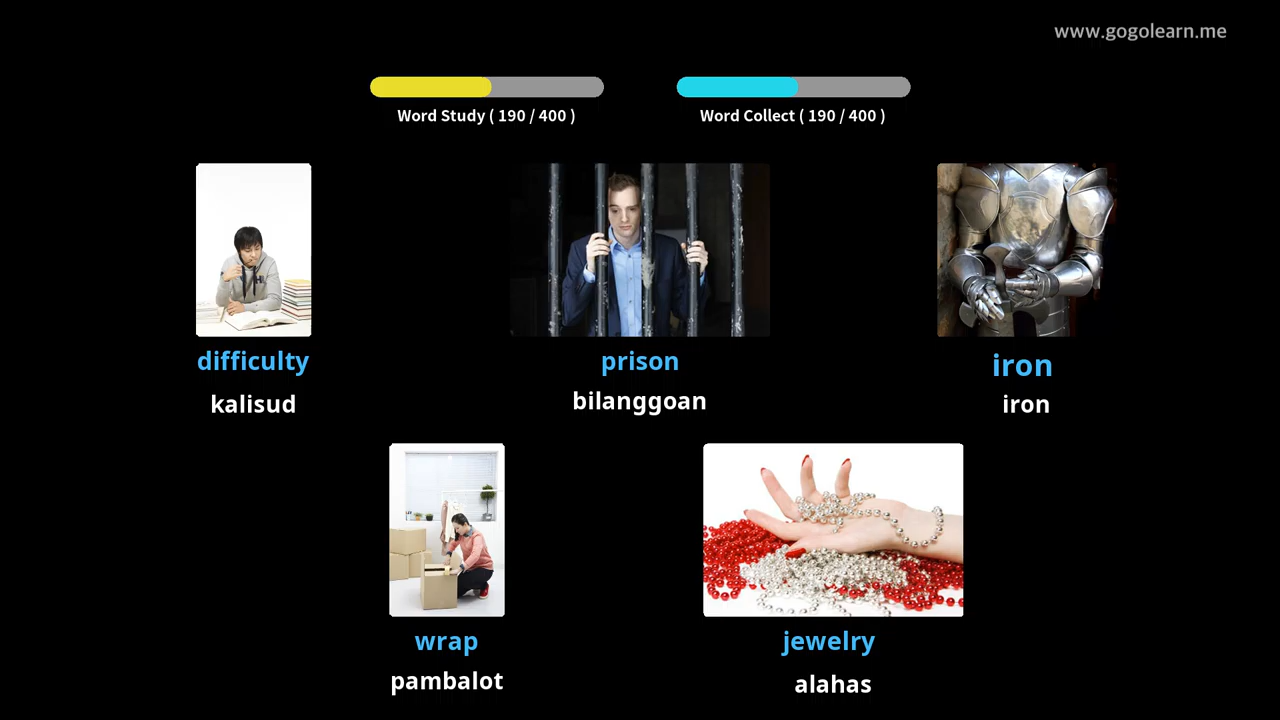 www.gogolearn.me
Word Study ( 190 / 400 )
Word Collect ( 190 / 400 )
difficulty
kalisud
prison
bilanggoan
iron
iron
wrap
pambalot
jewelry
alahas